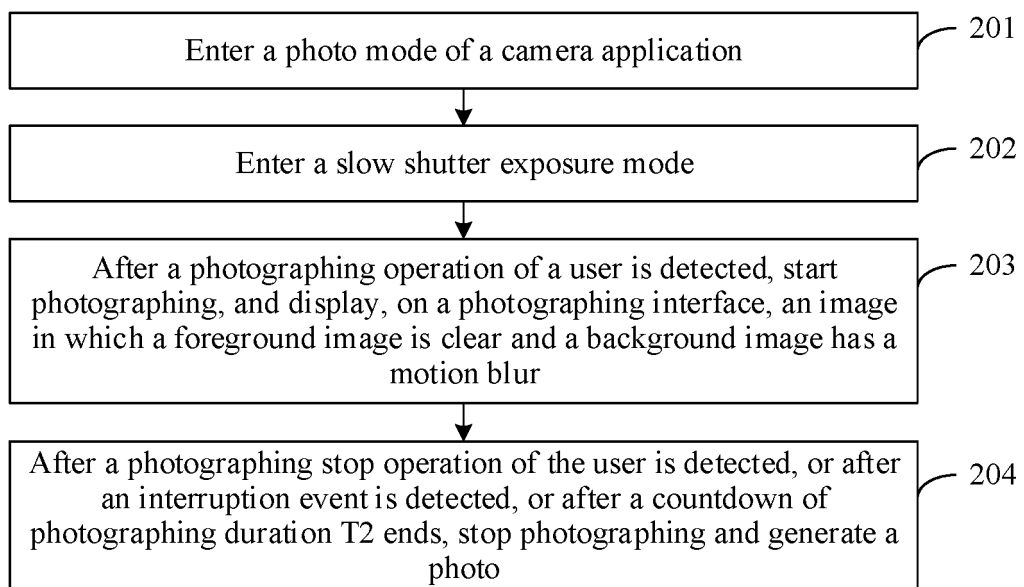 Enter a photo mode of a camera application
201
Enter a slow shutter exposure mode
202
After a photographing operation of a user is detected, start
photographing, and display, on a photographing interface, an image
in which a foreground image is clear and a background image has a
motion blur
203
After a photographing stop operation of the user is detected, or after
an interruption event is detected, or after a countdown of
photographing duration T2 ends, stop photographing and generate a
photo
204